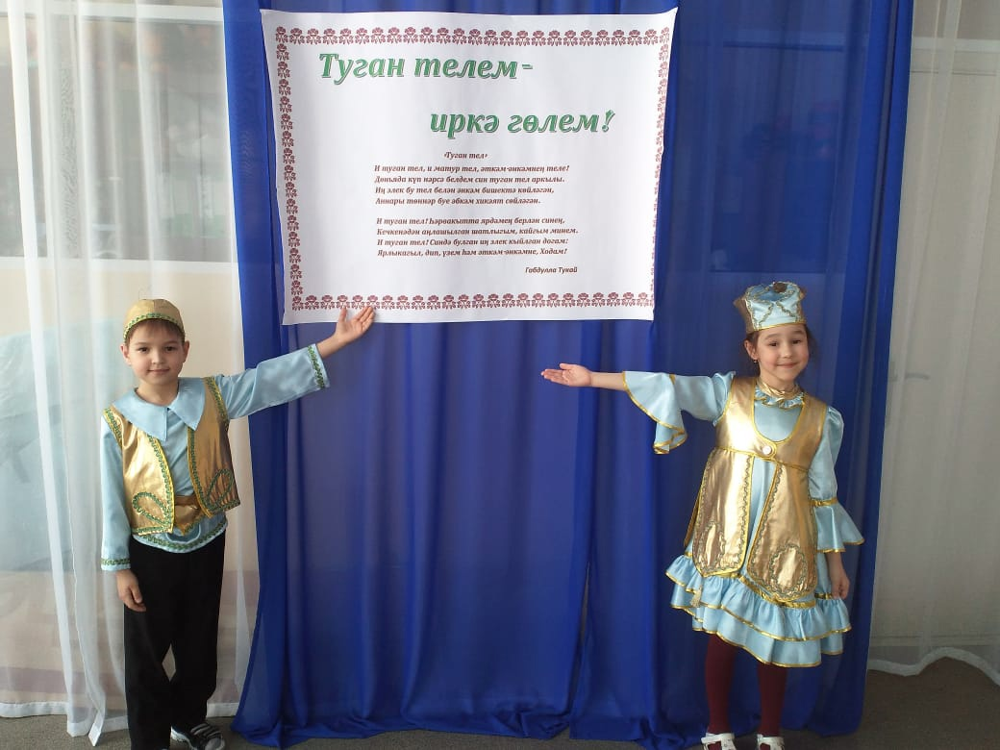 Туган телем-
иркә гөлем!
«Туган тел»
И туган тел, и матур тел, әткәм-әнкәмнең теле!
Дөньяда күп нәрсә белдем син туган тел аркылы.
Иң элек бу тел белән әнкәм бишектә көйләгән,
Аннары төннәр буе әбкәм хикәят сөйләгән.
И туган тел! Һәрвакытта ярдәмең берлән синең,
Кечкенәдән аңлашылган шатлыгым, кайгым минем.
И туган тел! Синдә булган иң элек кыйлган догам:
Ярлыкагыл, дип, үзем һәм әткәм-әнкәмне, Ходам!
Габдулла Тукай